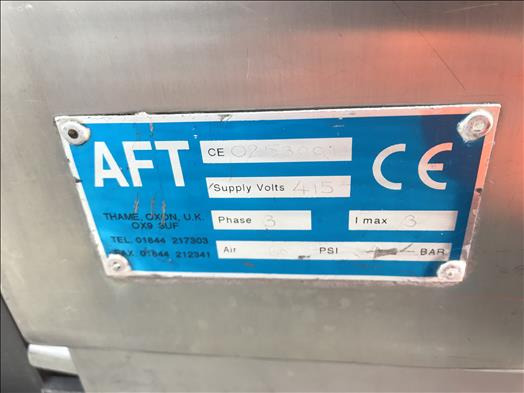 AFT
CE
Supply Volts 415
Phase 3 I max 3
Air PSI BAR
CE
THAME, OXON, U.K.
OX9 3UF
TEL. 01844 217303
FAX. 01844 212341